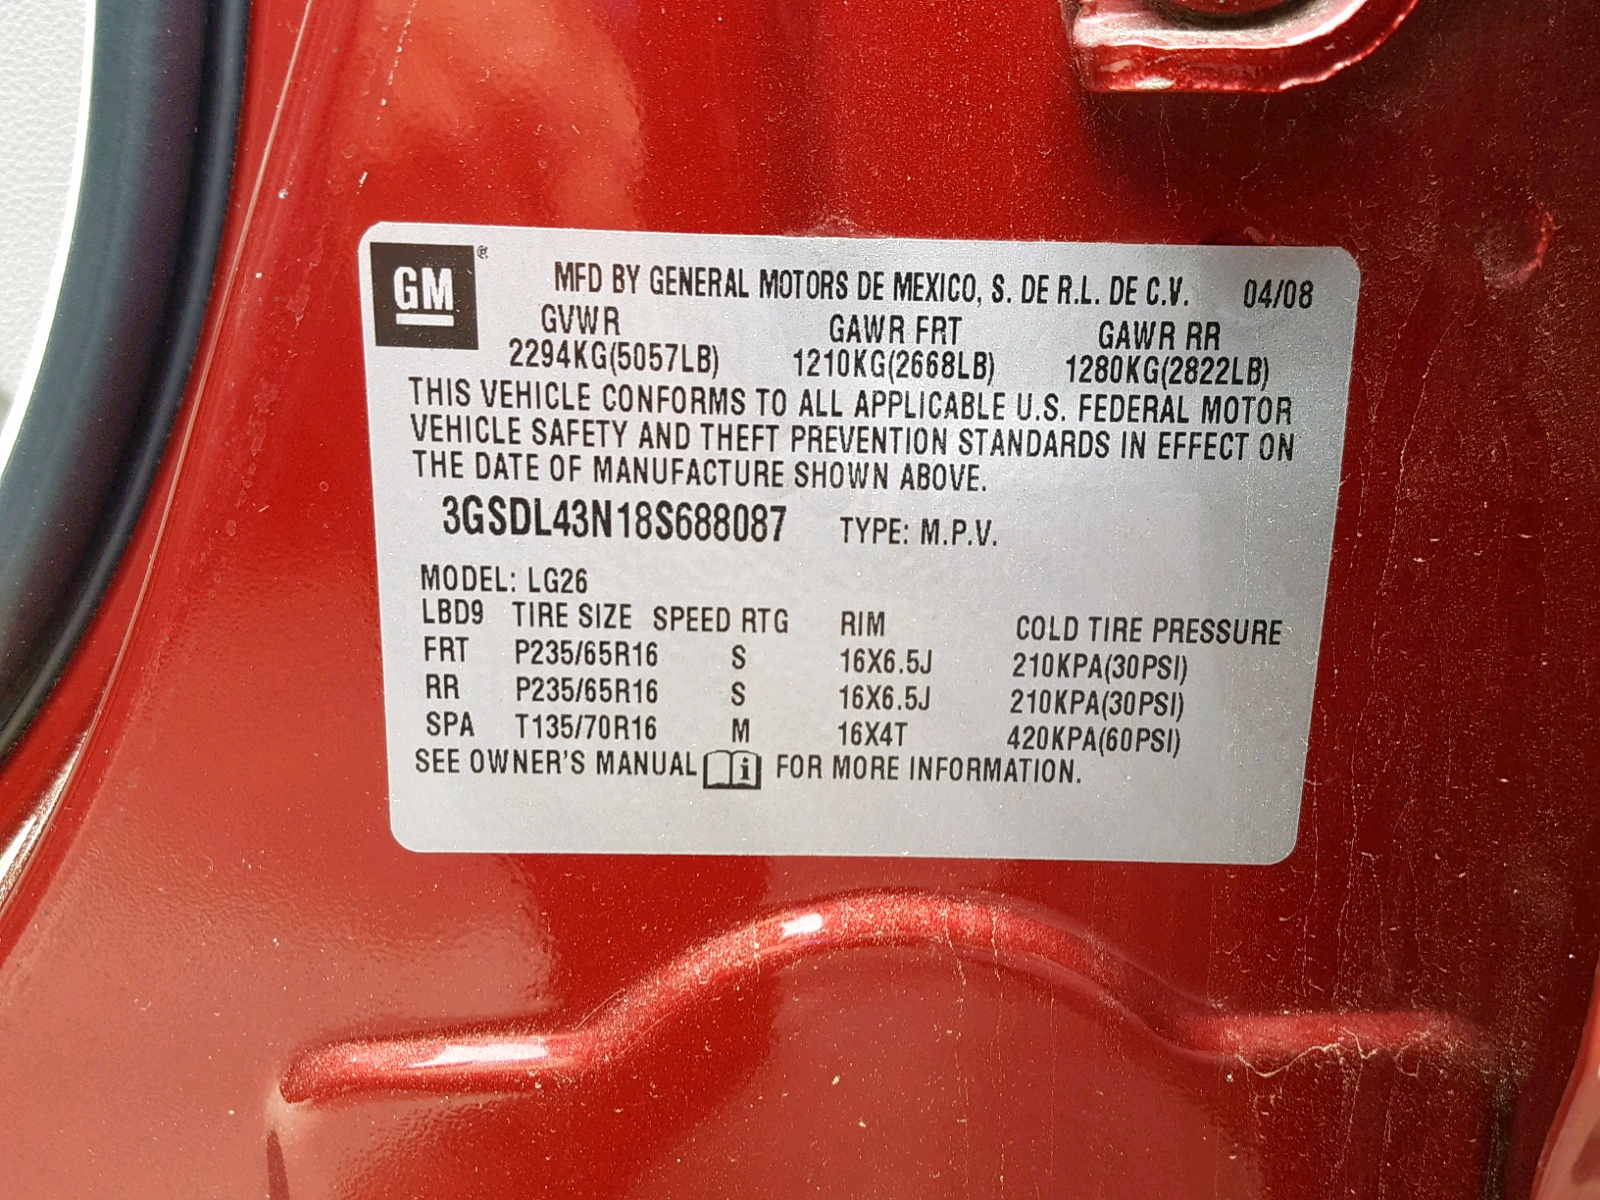 GM ®
MFD BY GENERAL MOTORS DE MEXICO, S. DE R.L. DE C.V. 04/08
GVWR GAWR FRT GAWR RR
2294KG(5057LB) 1210KG(2668LB) 1280KG(2822LB)
THIS VEHICLE CONFORMS TO ALL APPLICABLE U.S. FEDERAL MOTOR
VEHICLE SAFETY AND THEFT PREVENTION STANDARDS IN EFFECT ON
THE DATE OF MANUFACTURE SHOWN ABOVE.
3GSDL43N18S688087 TYPE: M.P.V.
MODEL: LG26
LBD9 TIRE SIZE SPEED RTG RIM COLD TIRE PRESSURE
FRT P235/65R16 S 16X6.5J 210KPA(30PSI)
RR P235/65R16 S 16X6.5J 210KPA(30PSI)
SPA T135/70R16 M 16X4T 420KPA(60PSI)
SEE OWNER'S MANUAL i FOR MORE INFORMATION.